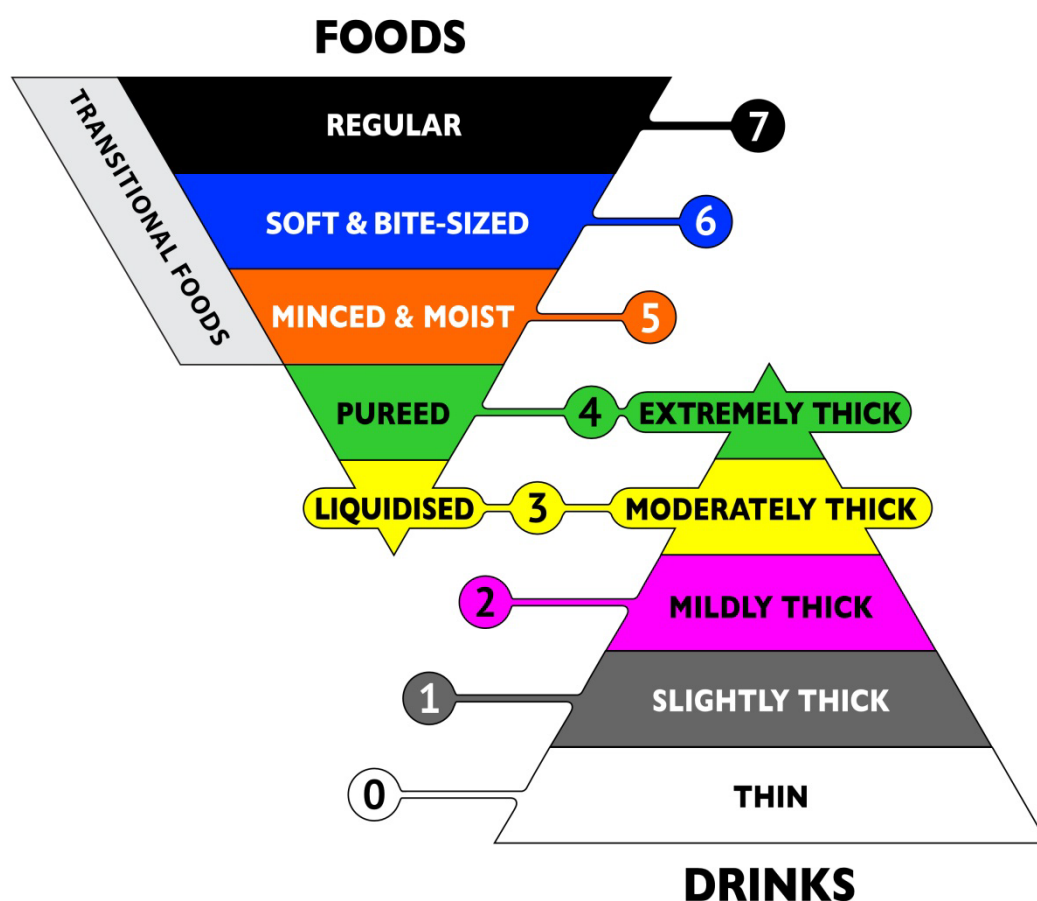 FOODS
TRANSITIONAL FOODS
REGULAR
7
SOFT & BITE-SIZED
6
MINCED & MOIST
5
PUREED
4
EXTREMELY THICK
LIQUIDISED
3
MODERATELY THICK
2
MILDLY THICK
1
SLIGHTLY THICK
0
THIN
DRINKS